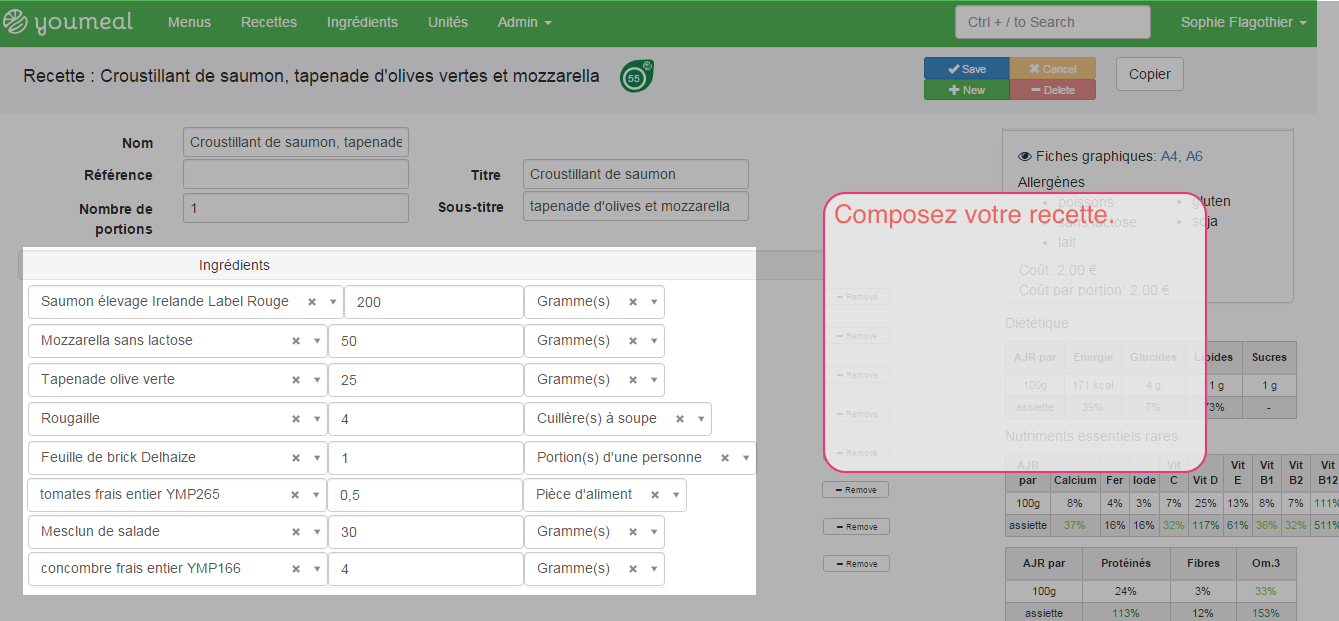 youmeal Menus Recettes Ingrédients Unités Admin Ctrl + / to Search Sophie Flagothier
Recette : Croustillant de saumon, tapenade d'olives vertes et mozzarella 55 Save Cancel Copier
New Delete
Nom Croustillant de saumon, tapenade
Référence Titre Croustillant de saumon
Nombre de portions 1 Sous-titre tapenade d'olives et mozzarella
Ingrédients
Saumon élevage Irelande Label Rouge 200 Gramme(s) Remove
Mozzarella sans lactose 50 Gramme(s) Remove
Tapenade olive verte 25 Gramme(s) Remove
Rougaille 4 Cuillère(s) à soupe Remove
Feuille de brick Delhaize 1 Portion(s) d'une personne Remove
tomates frais entier YMP265 0,5 Pièce d'aliment Remove
Mesclun de salade 30 Gramme(s) Remove
concombre frais entier YMP166 4 Gramme(s) Remove
Composez votre recette.
Fiches graphiques: A4, A6
Allergènes
poissons gluten
sans lactose soja
lait
Coût: 2.00 €
Coût par portion: 2.00 €
Diététique
AJR par Energie Glucides Lipides Sucres
100g 171 kcal 4 g 1 g 1 g
assiette 39% 7% 73% -
Nutriments essentiels rares
AJR par Calcium Fer Iode Vit C Vit D Vit E Vit B1 Vit B2 Vit B12
100g 8% 4% 3% 7% 25% 13% 8% 7% 111%
assiette 37% 16% 16% 32% 117% 61% 36% 32% 511%
AJR par Protéinés Fibres Om.3
100g 24% 3% 33%
assiette 113% 12% 153%